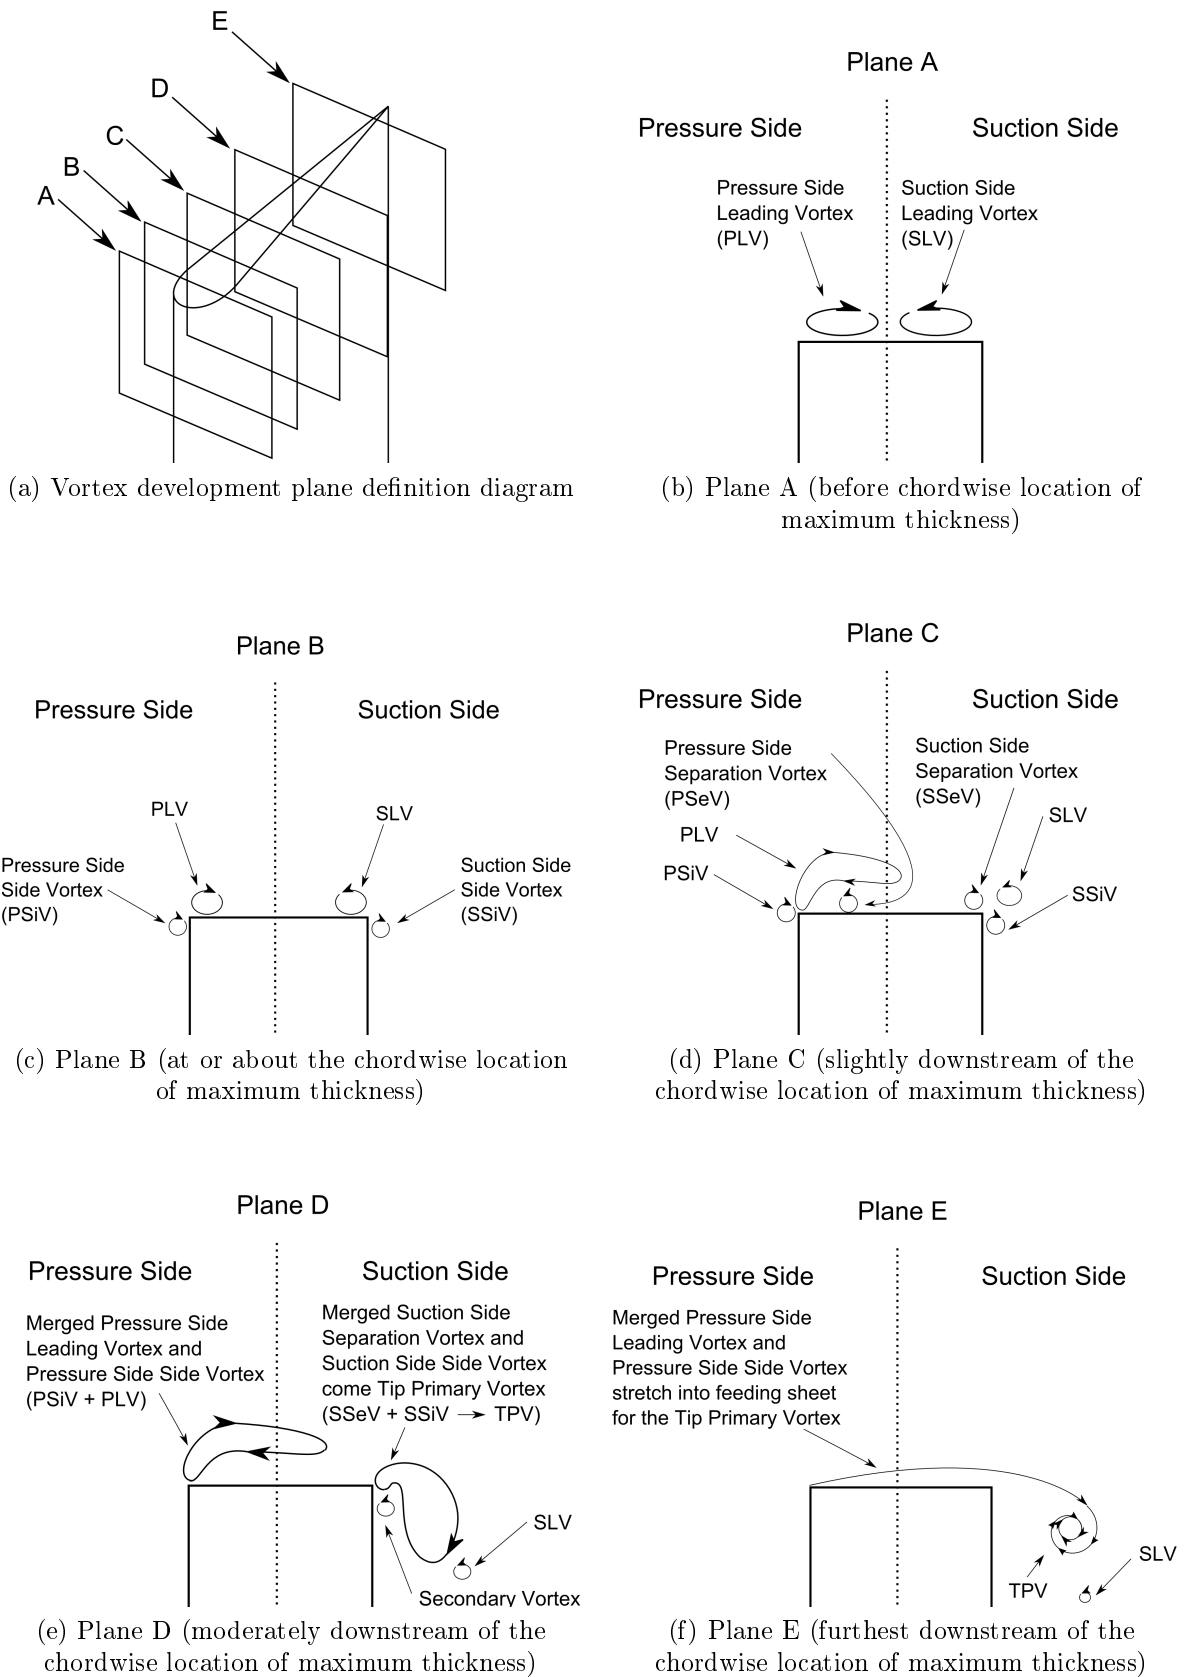 E
D
C
B
A
(a) Vortex development plane definition diagram
Plane A
Pressure Side
Suction Side
Pressure Side
Leading Vortex
(PLV)
Suction Side
Leading Vortex
(SLV)
(b) Plane A (before chordwise location of
maximum thickness)
Plane B
Pressure Side
Suction Side
PLV
SLV
Pressure Side
Side Vortex
(PSiV)
Suction Side
Side Vortex
(SSiV)
(c) Plane B (at or about the chordwise location
of maximum thickness)
Plane C
Pressure Side
Suction Side
Pressure Side
Separation Vortex
(PSeV)
Suction Side
Separation Vortex
(SSeV)
SLV
PLV
PSiV
SSiV
(d) Plane C (slightly downstream of the
chordwise location of maximum thickness)
Plane D
Pressure Side
Suction Side
Merged Pressure Side
Leading Vortex and
Pressure Side Side Vortex
(PSiV + PLV)
Merged Suction Side
Separation Vortex and
Suction Side Side Vortex
come Tip Primary Vortex
(SSeV + SSiV → TPV)
SLV
Secondary Vortex
(e) Plane D (moderately downstream of the
chordwise location of maximum thickness)
Plane E
Pressure Side
Suction Side
Merged Pressure Side
Leading Vortex and
Pressure Side Side Vortex
stretch into feeding sheet
for the Tip Primary Vortex
SLV
TPV
(f) Plane E (furthest downstream of the
chordwise location of maximum thickness)